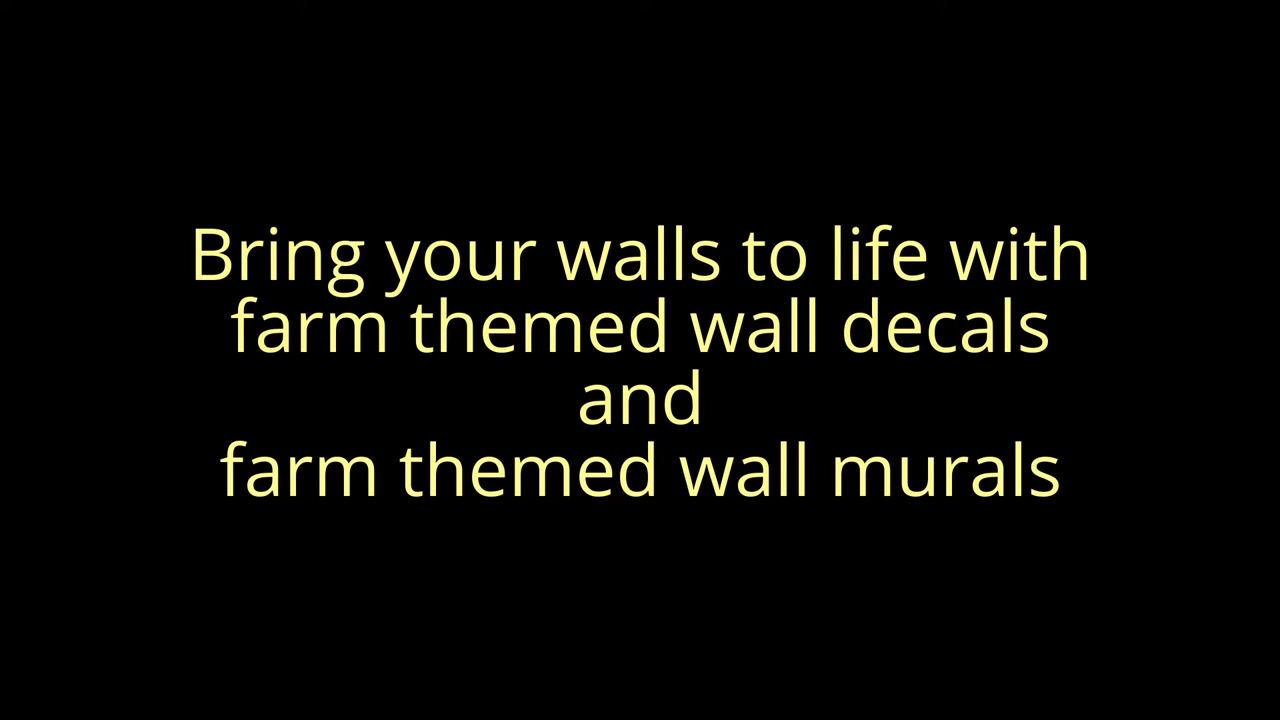 Bring your walls to life with
farm themed wall decals
and
farm themed wall murals